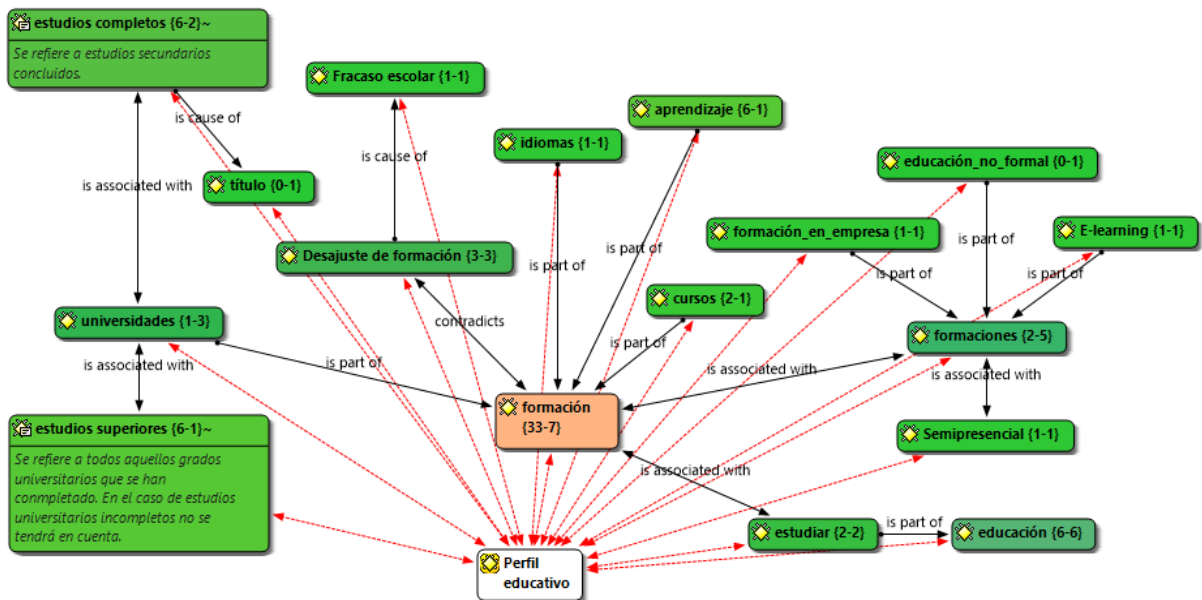 estudios completos {6-2}~
Se refiere a estudios secundarios
concluidos.
Fracaso escolar {1-1}
aprendizaje {6-1}
is cause of
idiomas {1-1}
educación_no_formal {0-1}
is cause of
is associated with
título {0-1}
formación_en_empresa {1-1}
E-learning {1-1}
Desajuste de formación {3-3}
is part of
is part of
is part of
is part of
cursos {2-1}
universidades {1-3}
contradicts
formaciones {2-5}
is part of
is part of
is associated with
is associated with
is associated with
formación
{33-7}
estudios superiores {6-1}~
Semipresencial {1-1}
Se refiere a todos aquellos grados
universitarios que se han
conmpletado. En el caso de estudios
universitarios incompletos no se
tendrá en cuenta.
is associated with
estudiar {2-2}
is part of
educación {6-6}
Perfil
educativo